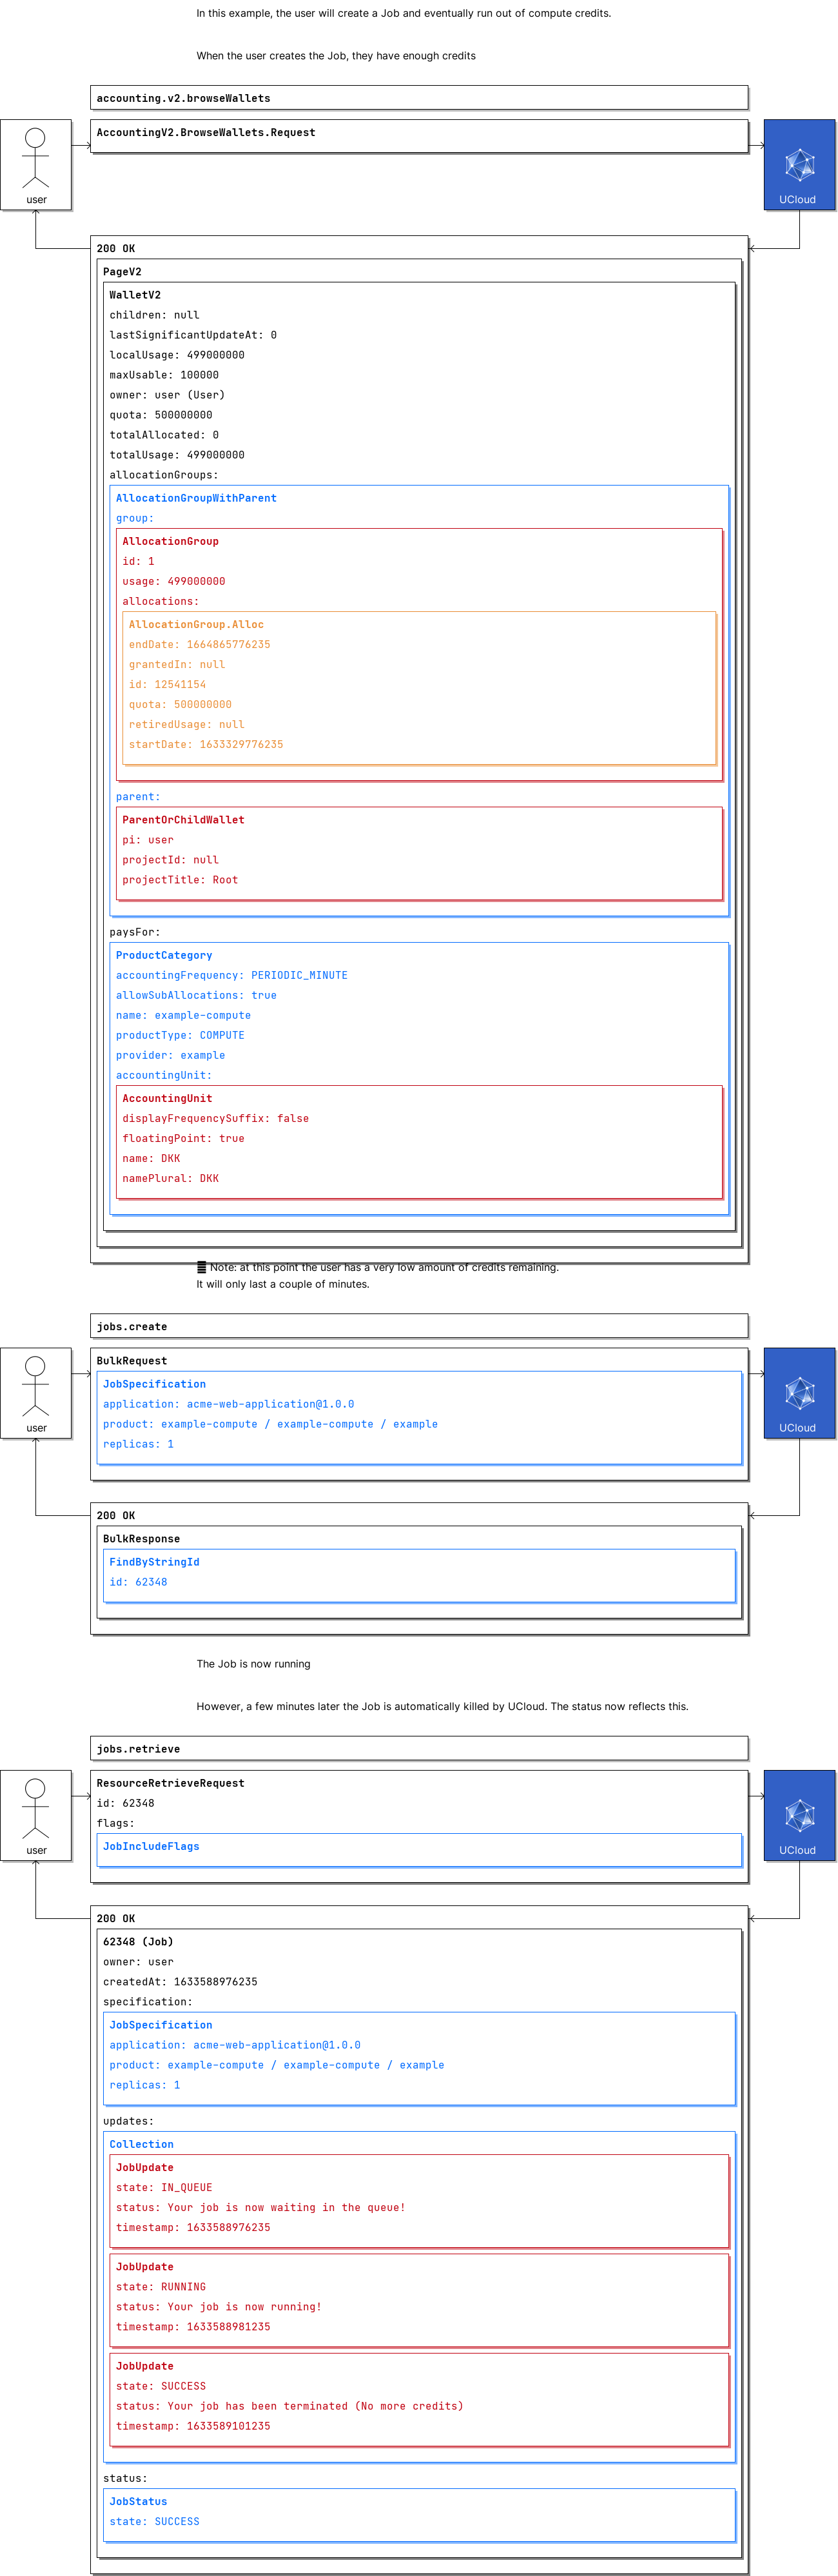 In this example, the user will create a Job and eventually run out of compute credits.
When the user creates the Job, they have enough credits
accounting.v2.browseWallets
AccountingV2.BrowseWallets.Request
user
UCloud
200 OK
PageV2
WalletV2
children: null
lastSignificantUpdateAt: 0
localUsage: 499000000
maxUsable: 100000
owner: user (User)
quota: 500000000
totalAllocated: 0
totalUsage: 499000000
allocationGroups:
AllocationGroupWithParent
group:
AllocationGroup
id: 1
usage: 499000000
allocations:
AllocationGroup.Alloc
endDate: 1664865776235
grantedIn: null
id: 12541154
quota: 500000000
retiredUsage: null
startDate: 1633329776235
parent:
ParentOrChildWallet
pi: user
projectId: null
projectTitle: Root
paysFor:
ProductCategory
accountingFrequency: PERIODIC_MINUTE
allowSubAllocations: true
name: example-compute
productType: COMPUTE
provider: example
accountingUnit:
AccountingUnit
displayFrequencySuffix: false
floatingPoint: true
name: DKK
namePlural: DKK
Note: at this point the user has a very low amount of credits remaining.
It will only last a couple of minutes.
jobs.create
BulkRequest
JobSpecification
application: acme-web-application@1.0.0
product: example-compute / example-compute / example
replicas: 1
user
UCloud
200 OK
BulkResponse
FindByStringId
id: 62348
The Job is now running
However, a few minutes later the Job is automatically killed by UCloud. The status now reflects this.
jobs.retrieve
ResourceRetrieveRequest
id: 62348
flags:
JobIncludeFlags
user
UCloud
200 OK
62348 (Job)
owner: user
createdAt: 1633588976235
specification:
JobSpecification
application: acme-web-application@1.0.0
product: example-compute / example-compute / example
replicas: 1
updates:
Collection
JobUpdate
state: IN_QUEUE
status: Your job is now waiting in the queue!
timestamp: 1633588976235
JobUpdate
state: RUNNING
status: Your job is now running!
timestamp: 1633588981235
JobUpdate
state: SUCCESS
status: Your job has been terminated (No more credits)
timestamp: 1633589101235
status:
JobStatus
state: SUCCESS